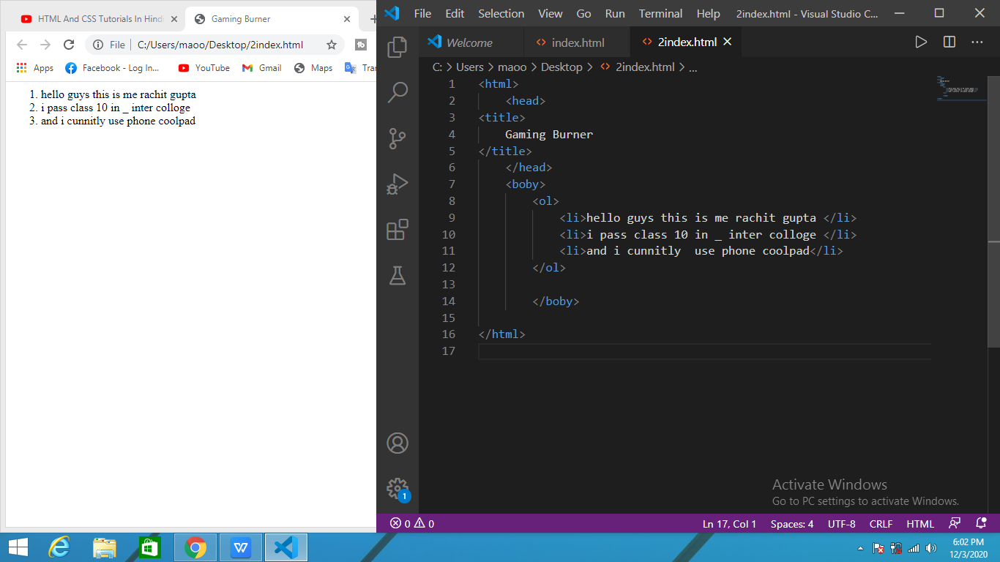 HTML And CSS Tutorials In Hindi
Gaming Burner
File
C:/Users/maoo/Desktop/2index.html
Apps
Facebook - Log In...
YouTube
Gmail
Maps
1. hello guys this is me rachit gupta
2. i pass class 10 in _ inter colloge
3. and i cunnitly use phone coolpad
File Edit Selection View Go Run Terminal Help 2index.html - Visual Studio C...
Welcome
index.html
2index.html
C: > Users > maoo > Desktop > 2index.html > ...
1 <html>
2 <head>
3 <title>
4 Gaming Burner
5 </title>
6 </head>
7 <boby>
8 <ol>
9 <li>hello guys this is me rachit gupta </li>
10 <li>i pass class 10 in _ inter colloge </li>
11 <li>and i cunnitly  use phone coolpad</li>
12 </ol>
13
14 </boby>
15
16 </html>
17
Activate Windows
Go to PC settings to activate Windows.
1
0 0
Ln 17, Col 1 Spaces: 4 UTF-8 CRLF HTML
6:02 PM
12/3/2020